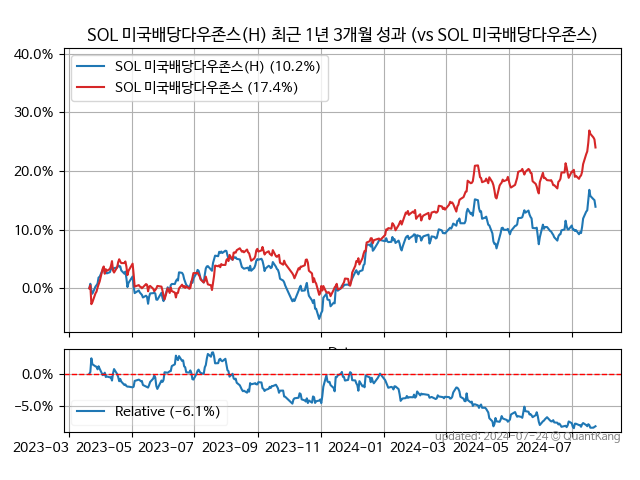 SOL 미국배당다우존스(H) 최근 1년 3개월 성과 (vs SOL 미국배당다우존스)
40.0%
SOL 미국배당다우존스(H) (10.2%)
SOL 미국배당다우존스 (17.4%)
30.0%
20.0%
10.0%
0.0%
0.0%
−5.0%
Relative (−6.1%)
updated: 2024-07-24 © QuantKang
2023-03 2023-05 2023-07 2023-09 2023-11 2024-01 2024-03 2024-05 2024-07